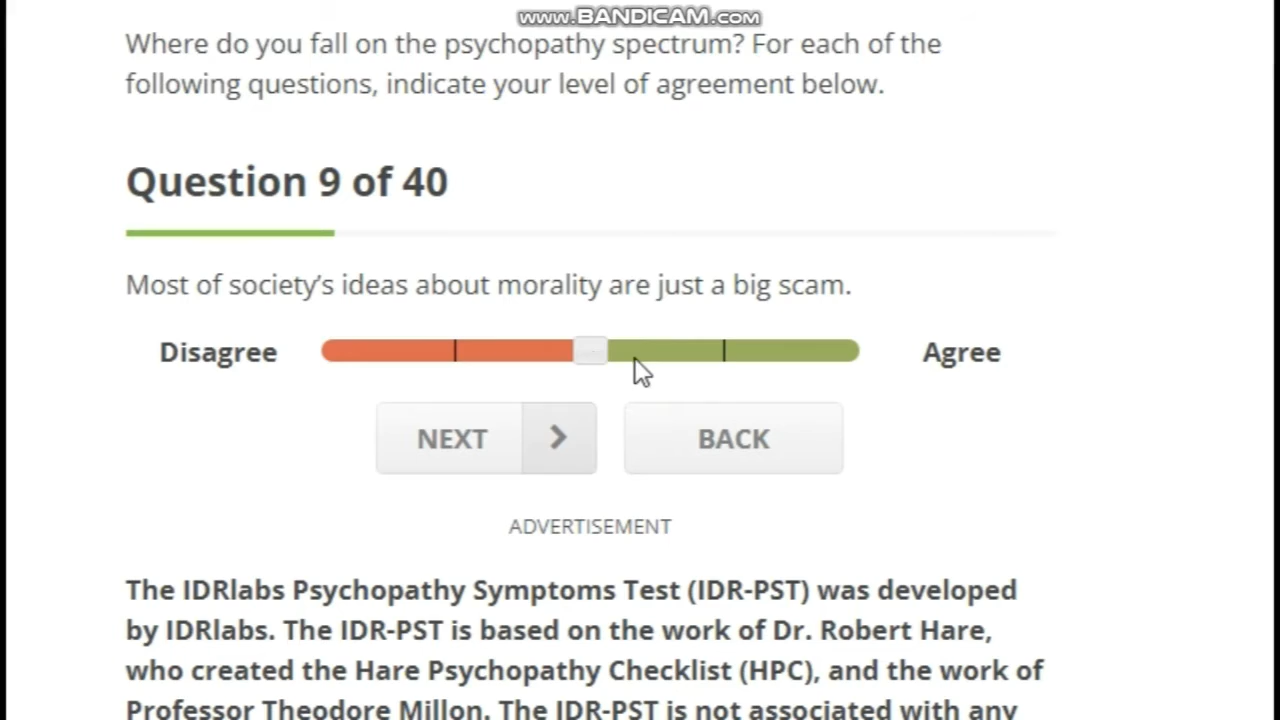 www.BANDICAM.com
Where do you fall on the psychopathy spectrum? For each of the
following questions, indicate your level of agreement below.
Question 9 of 40
Most of society's ideas about morality are just a big scam.
Disagree
Agree
NEXT
BACK
ADVERTISEMENT
The IDRlabs Psychopathy Symptoms Test (IDR-PST) was developed
by IDRlabs. The IDR-PST is based on the work of Dr. Robert Hare,
who created the Hare Psychopathy Checklist (HPC), and the work of
Professor Theodore Millon. The IDR-PST is not associated with any